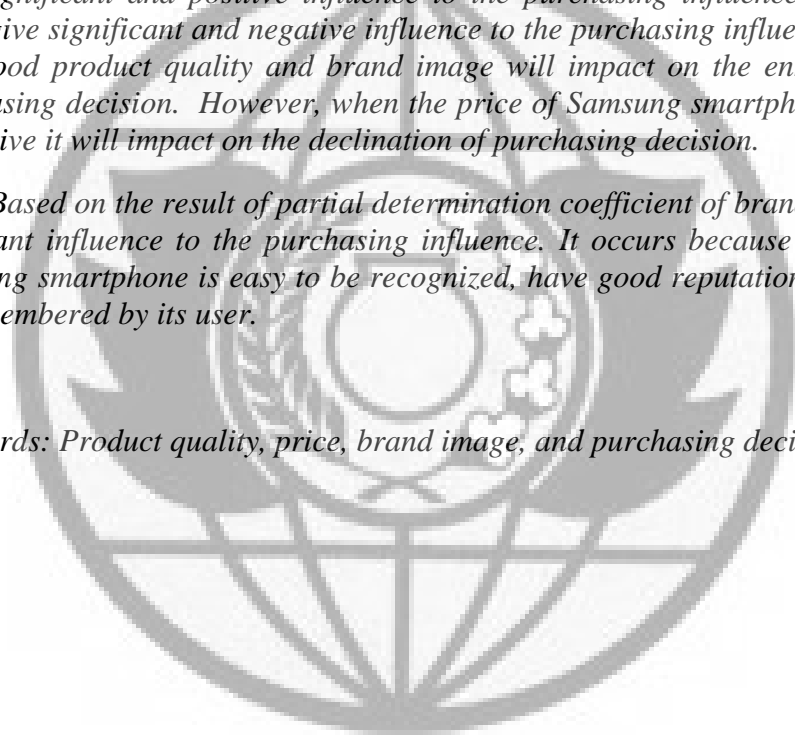 gnificant and positive influence to the purchasing influence
ive significant and negative influence to the purchasing influe
ood product quality and brand image will impact on the en
asing decision. However, when the price of Samsung smartph
ive it will impact on the declination of purchasing decision.
Based on the result of partial determination coefficient of bran
ant influence to the purchasing influence. It occurs because
ng smartphone is easy to be recognized, have good reputation
embered by its user.
rds: Product quality, price, brand image, and purchasing deci